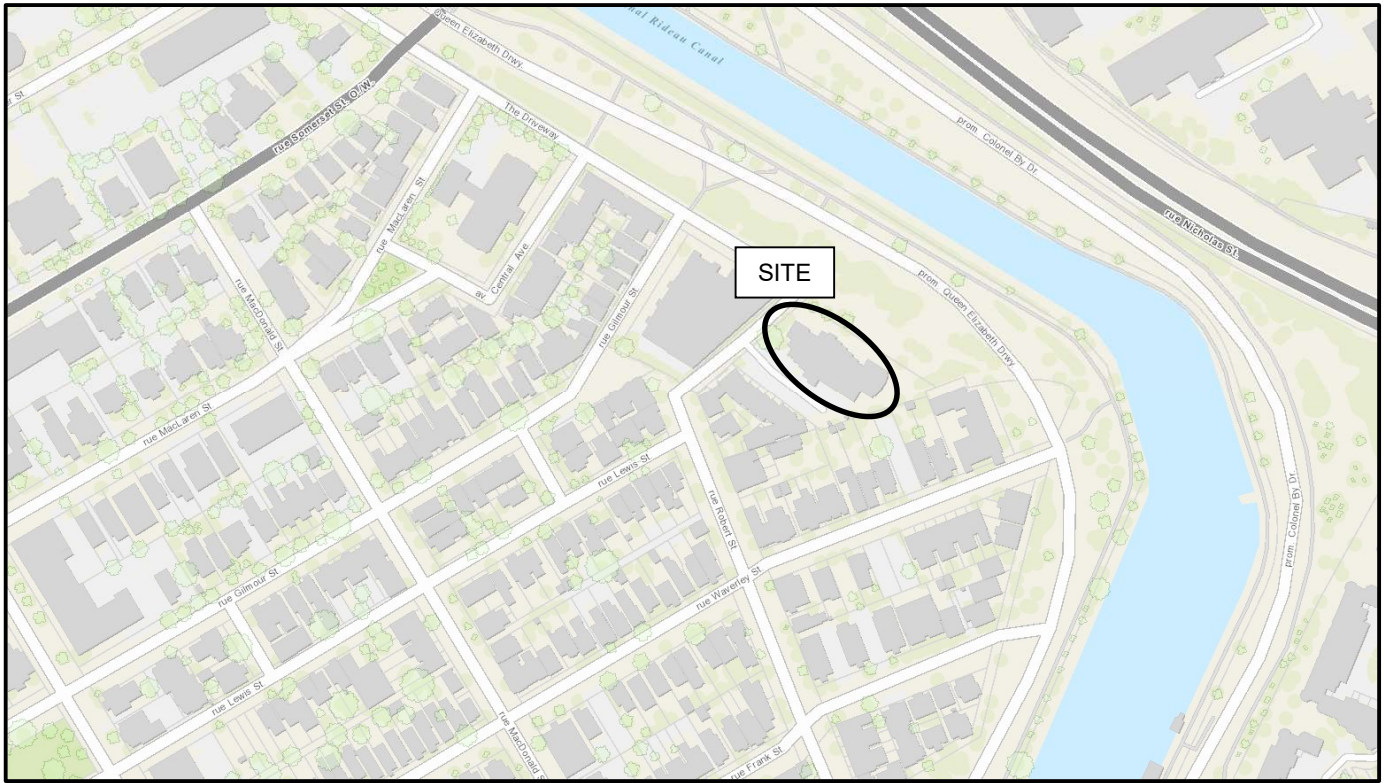 Queen Elizabeth Drwy
nal Rideau Canal
r St
rue Somerset St. O./W.
The Driveway
prom. Colonel By Dr.
rue Nicholas St.
rue MacLaren St
av Central Ave
rue MacDonald St
rue Gilmour St
SITE
prom. Queen Elizabeth Drwy
rue MacLaren St
rue Lewis St
rue Robert St.
prom. Colonel By Dr.
rue Gilmour St
rue Waverley St
rue Lewis St
rue MacDonald S
rue Frank St